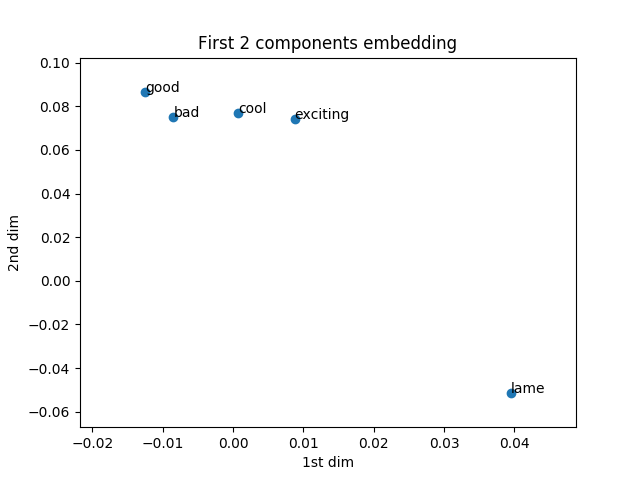 First 2 components embedding
0.10
0.08
0.06
0.04
0.02
0.00
−0.02
−0.04
−0.06
2nd dim
good
bad
cool
exciting
lame
−0.02
−0.01
0.00
0.01
0.02
0.03
0.04
1st dim